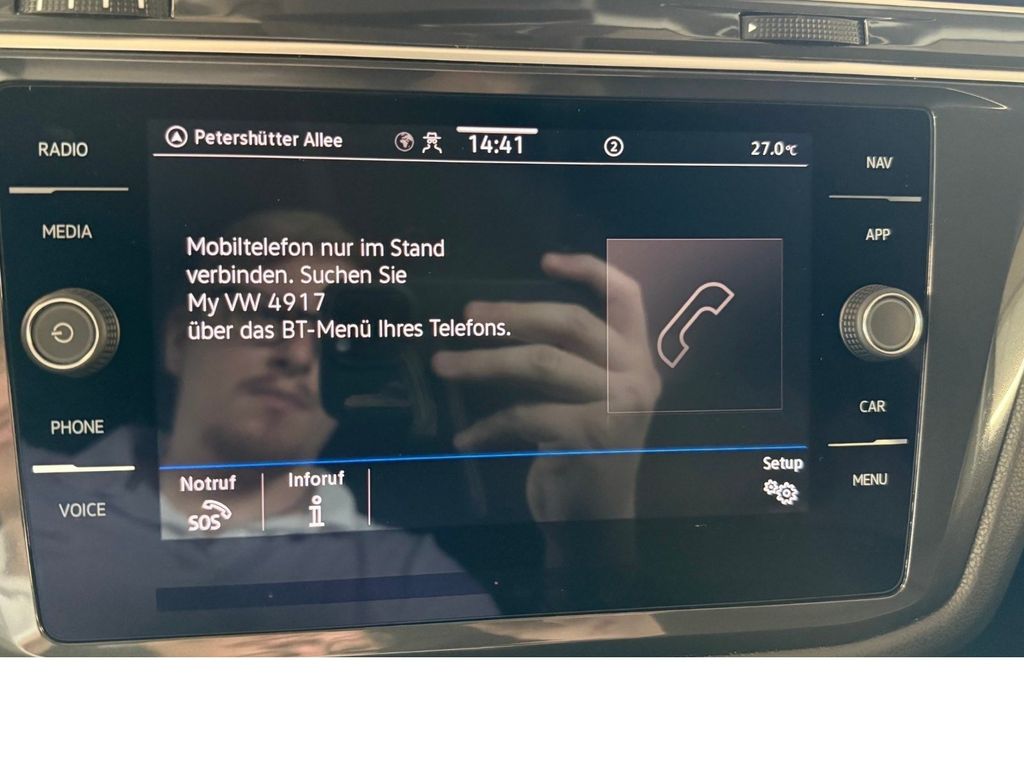 RADIO
MEDIA
PHONE
VOICE
Petershütter Allee
14:41
2
27.0°C
Mobiltelefon nur im Stand
verbinden. Suchen Sie
My VW 4917
über das BT-Menü Ihres Telefons.
Notruf
SOS
Inforuf
i
Setup
NAV
APP
CAR
MENU